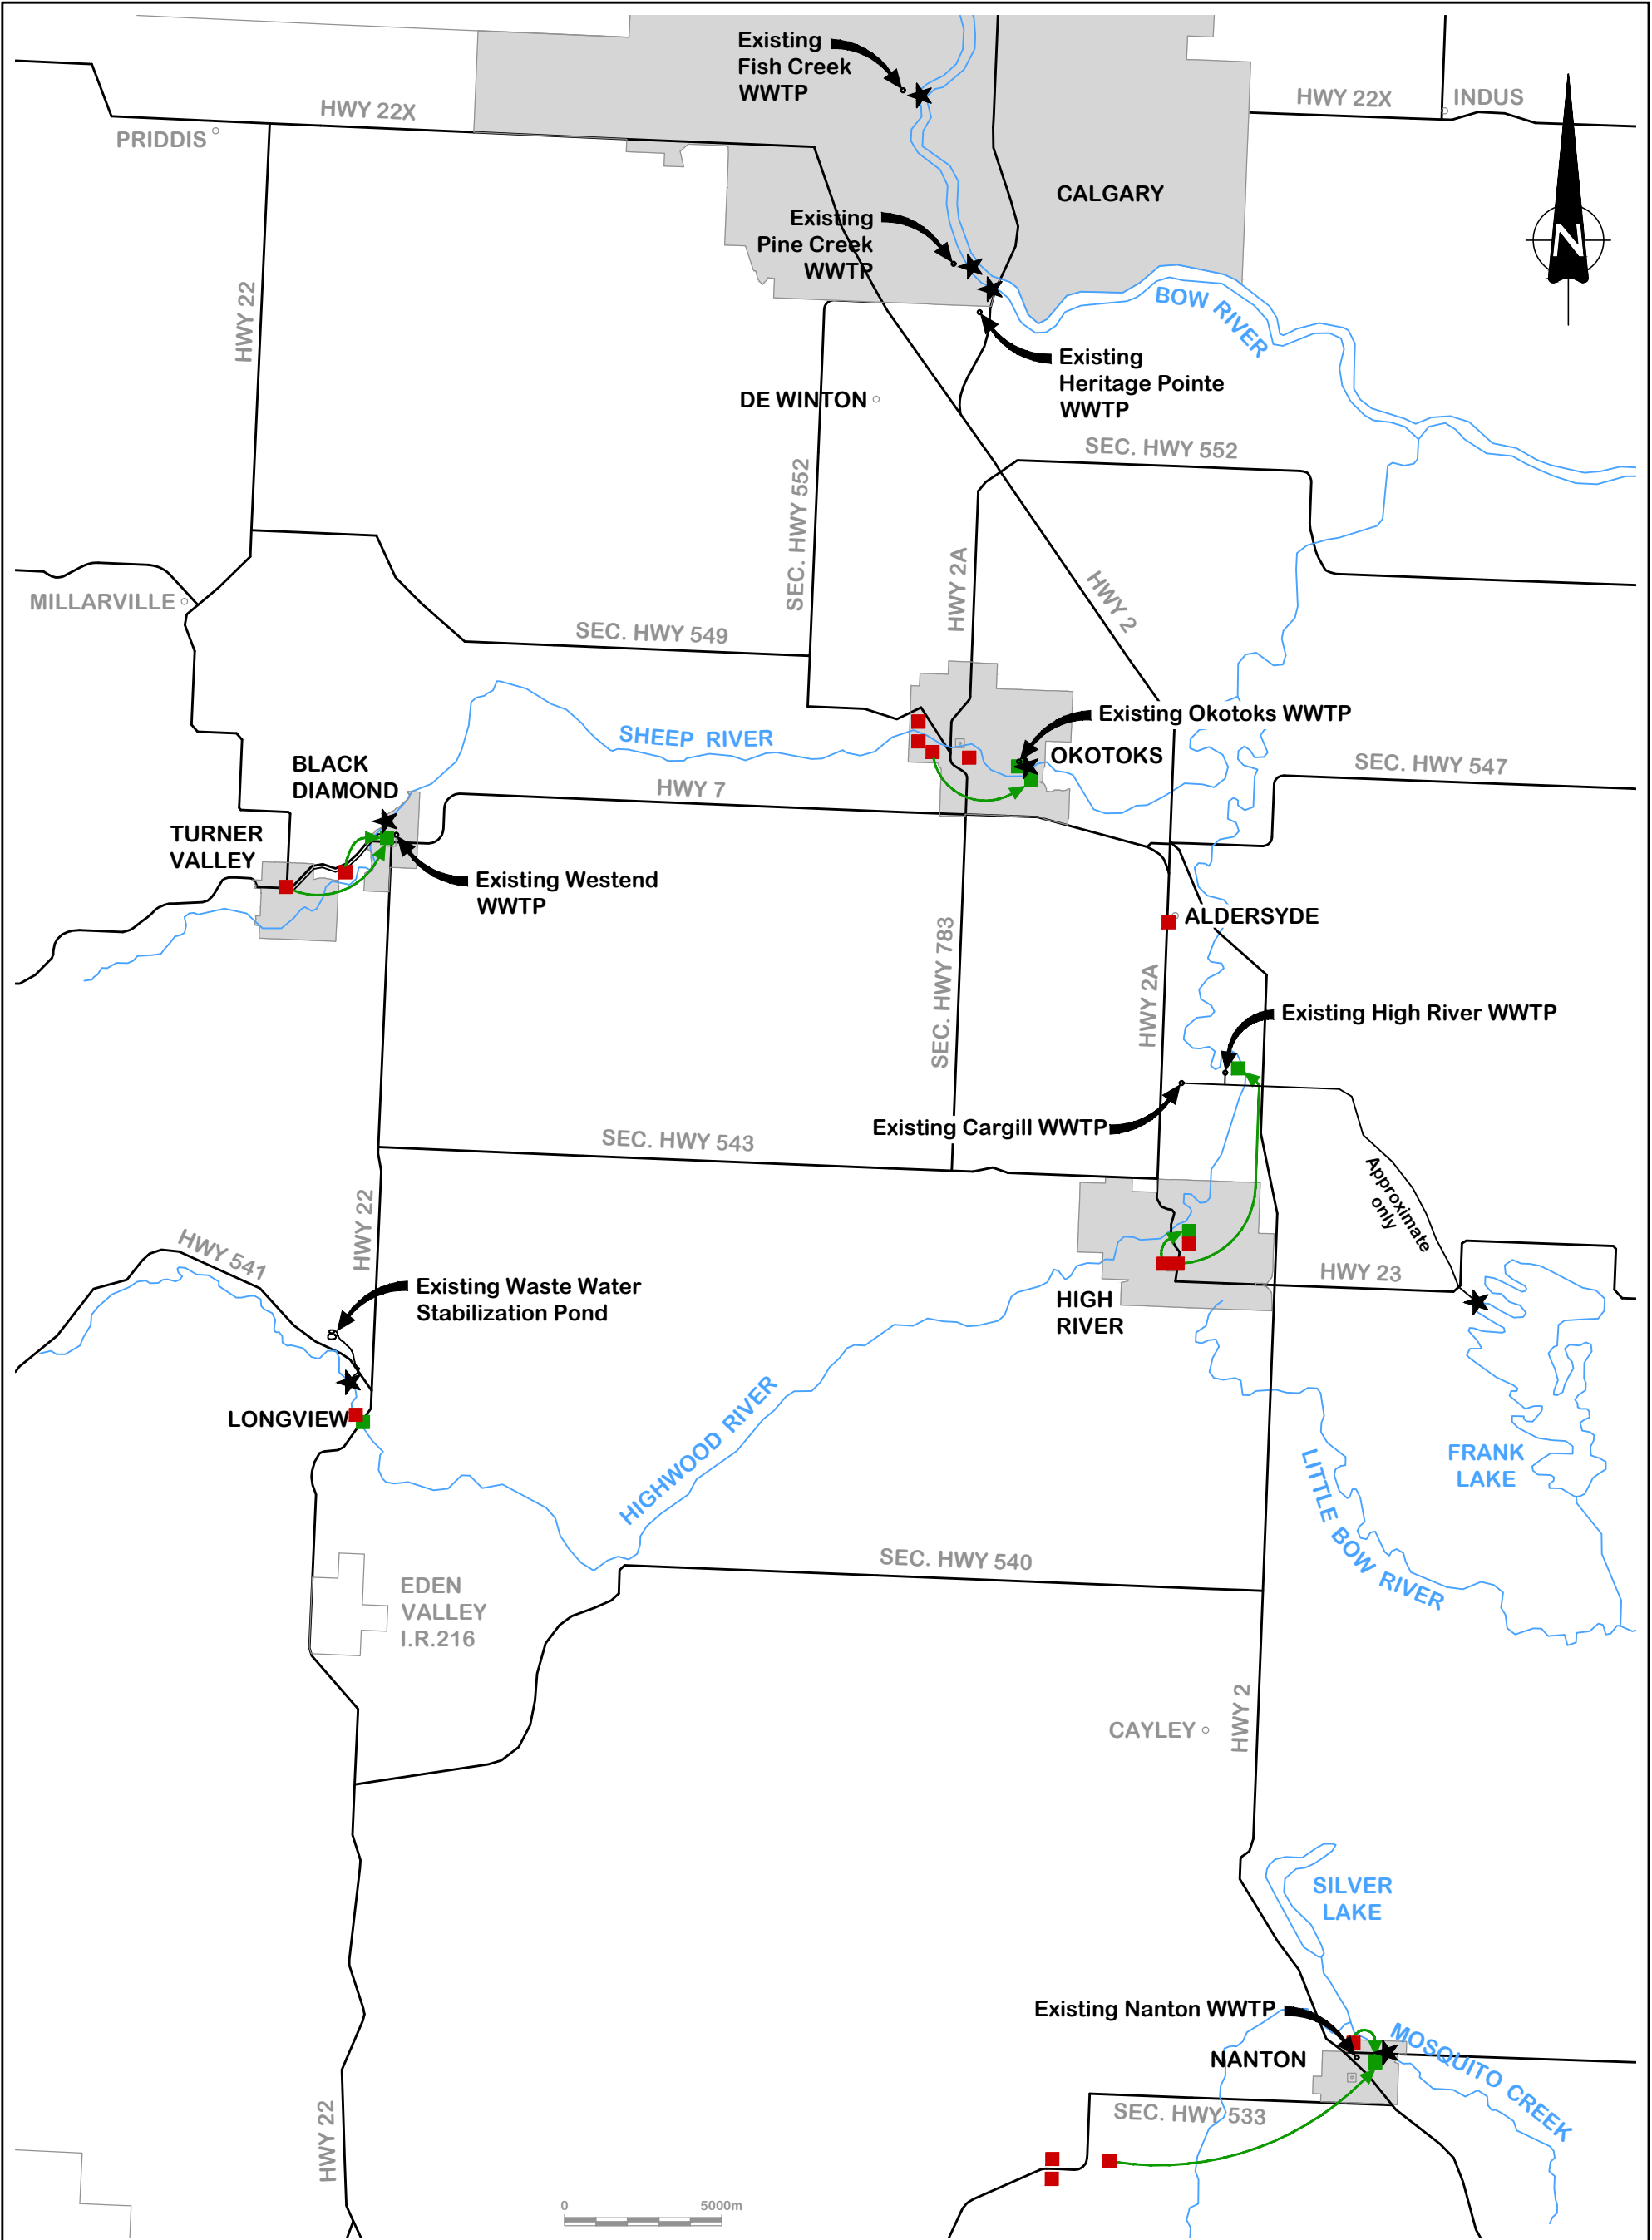 Existing
Fish Creek
WWTP
HWY 22X
HWY 22X
INDUS
PRIDDIS
CALGARY
N
Existing
Pine Creek
WWTP
HWY 22
BOW RIVER
Existing
Heritage Pointe
WWTP
DE WINTON
SEC. HWY 552
SEC. HWY 552
HWY 2A
HWY 2
MILLARVILLE
SEC. HWY 549
Existing Okotoks WWTP
SHEEP RIVER
OKOTOKS
BLACK
DIAMOND
SEC. HWY 547
HWY 7
TURNER
VALLEY
Existing Westend
WWTP
ALDERSYDE
SEC. HWY 783
HWY 2A
Existing High River WWTP
Existing Cargill WWTP
SEC. HWY 543
Approximate
only
HWY 22
HWY 541
HWY 23
Existing Waste Water
Stabilization Pond
HIGH
RIVER
LONGVIEW
HIGHWOOD RIVER
FRANK
LAKE
LITTLE BOW RIVER
SEC. HWY 540
EDEN
VALLEY
I.R.216
CAYLEY
HWY 2
SILVER
LAKE
Existing Nanton WWTP
MOSQUITO CREEK
NANTON
SEC. HWY 533
HWY 22
0
5000m